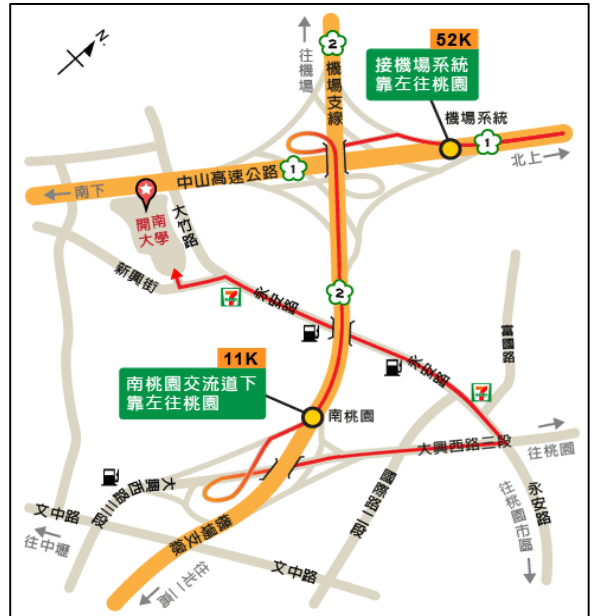 N.
往機場
2
機場支線
52K
接機場系統
靠左往桃園
機場系統
1
北上
中山高速公路
1
南下
開南
大學
大竹路
新興街
7
永安路
2
永安路
富國路
11K
南桃園交流道下
靠左往桃園
南桃園
7
大興西路三段
往桃園
大興西路三段
國際路二段
永安路
往桃園市區
文中路
往中壢
機場支線
文中路
往北二高